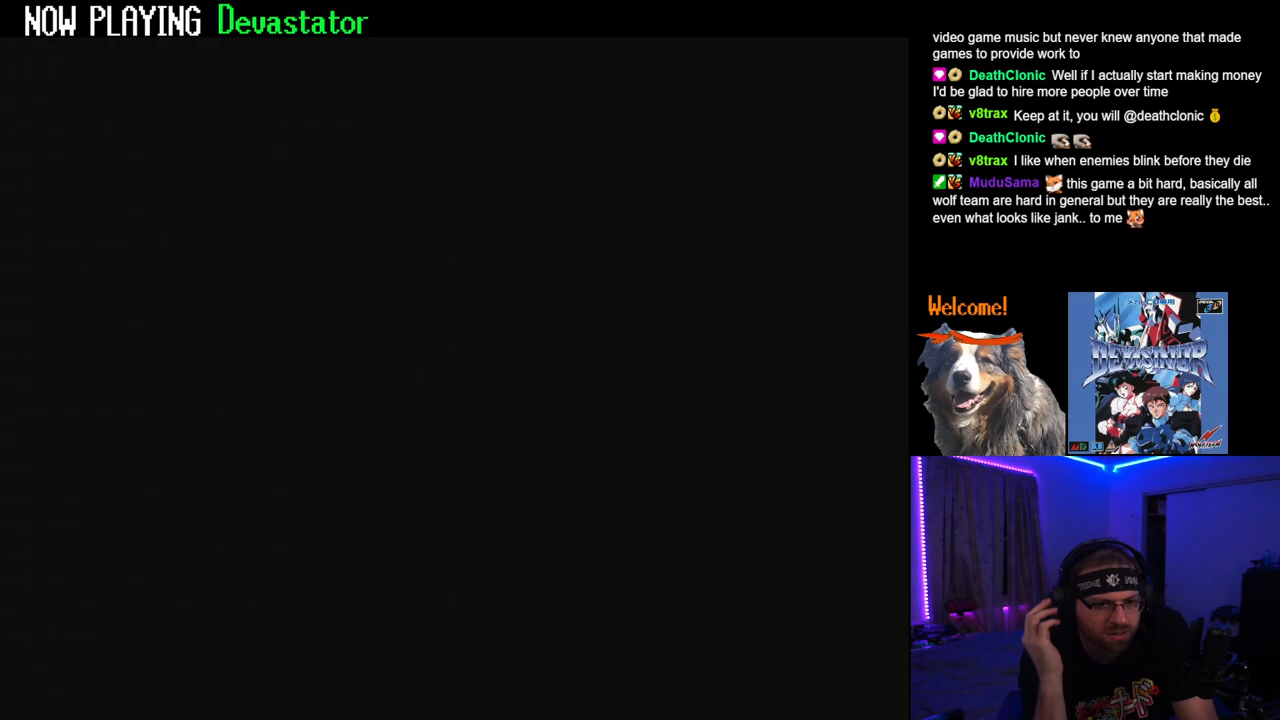 NOW PLAYING Devastator
video game music but never knew anyone that made
games to provide work to
DeathClonic Well if I actually start making money
I'd be glad to hire more people over time
v8trax Keep at it, you will @deathclonic
DeathClonic
v8trax I like when enemies blink before they die
MuduSama this game a bit hard, basically all
wolf team are hard in general but they are really the best..
even what looks like jank.. to me
Welcome!
DEVASTATOR